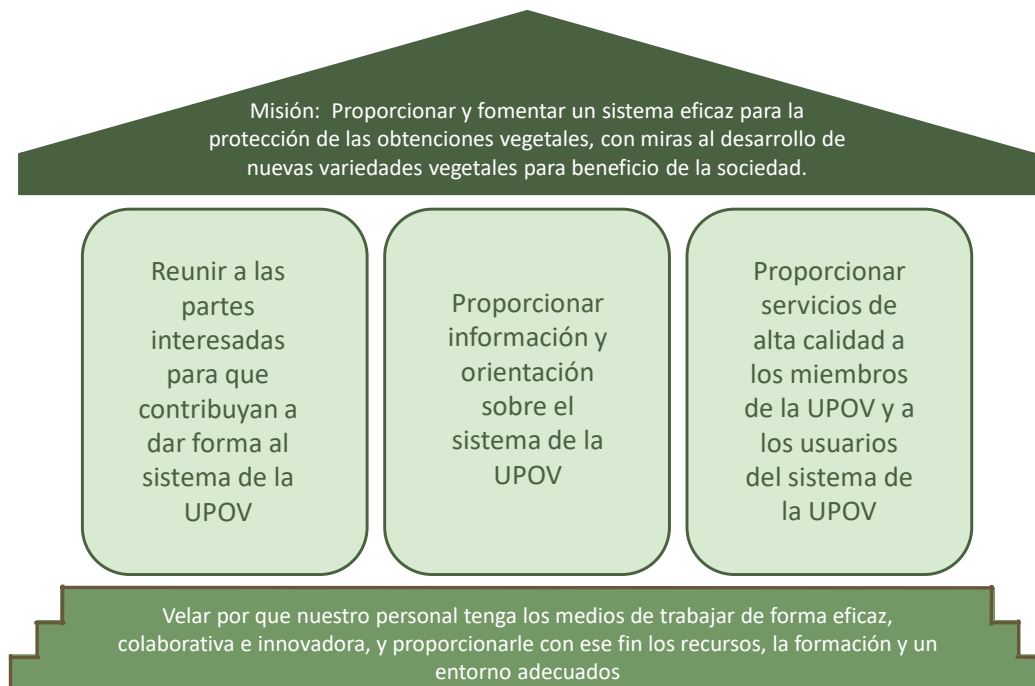 Misión:  Proporcionar y fomentar un sistema eficaz para la
protección de las obtenciones vegetales, con miras al desarrollo de
nuevas variedades vegetales para beneficio de la sociedad.
Reunir a las
partes
interesadas
para que
contribuyan a
dar forma al
sistema de la
UPOV
Proporcionar
información y
orientación
sobre el
sistema de la
UPOV
Proporcionar
servicios de
alta calidad a
los miembros
de la UPOV y a
los usuarios
del sistema de
la UPOV
Velar por que nuestro personal tenga los medios de trabajar de forma eficaz,
colaborativa e innovadora, y proporcionarle con ese fin los recursos, la formación y un
entorno adecuados